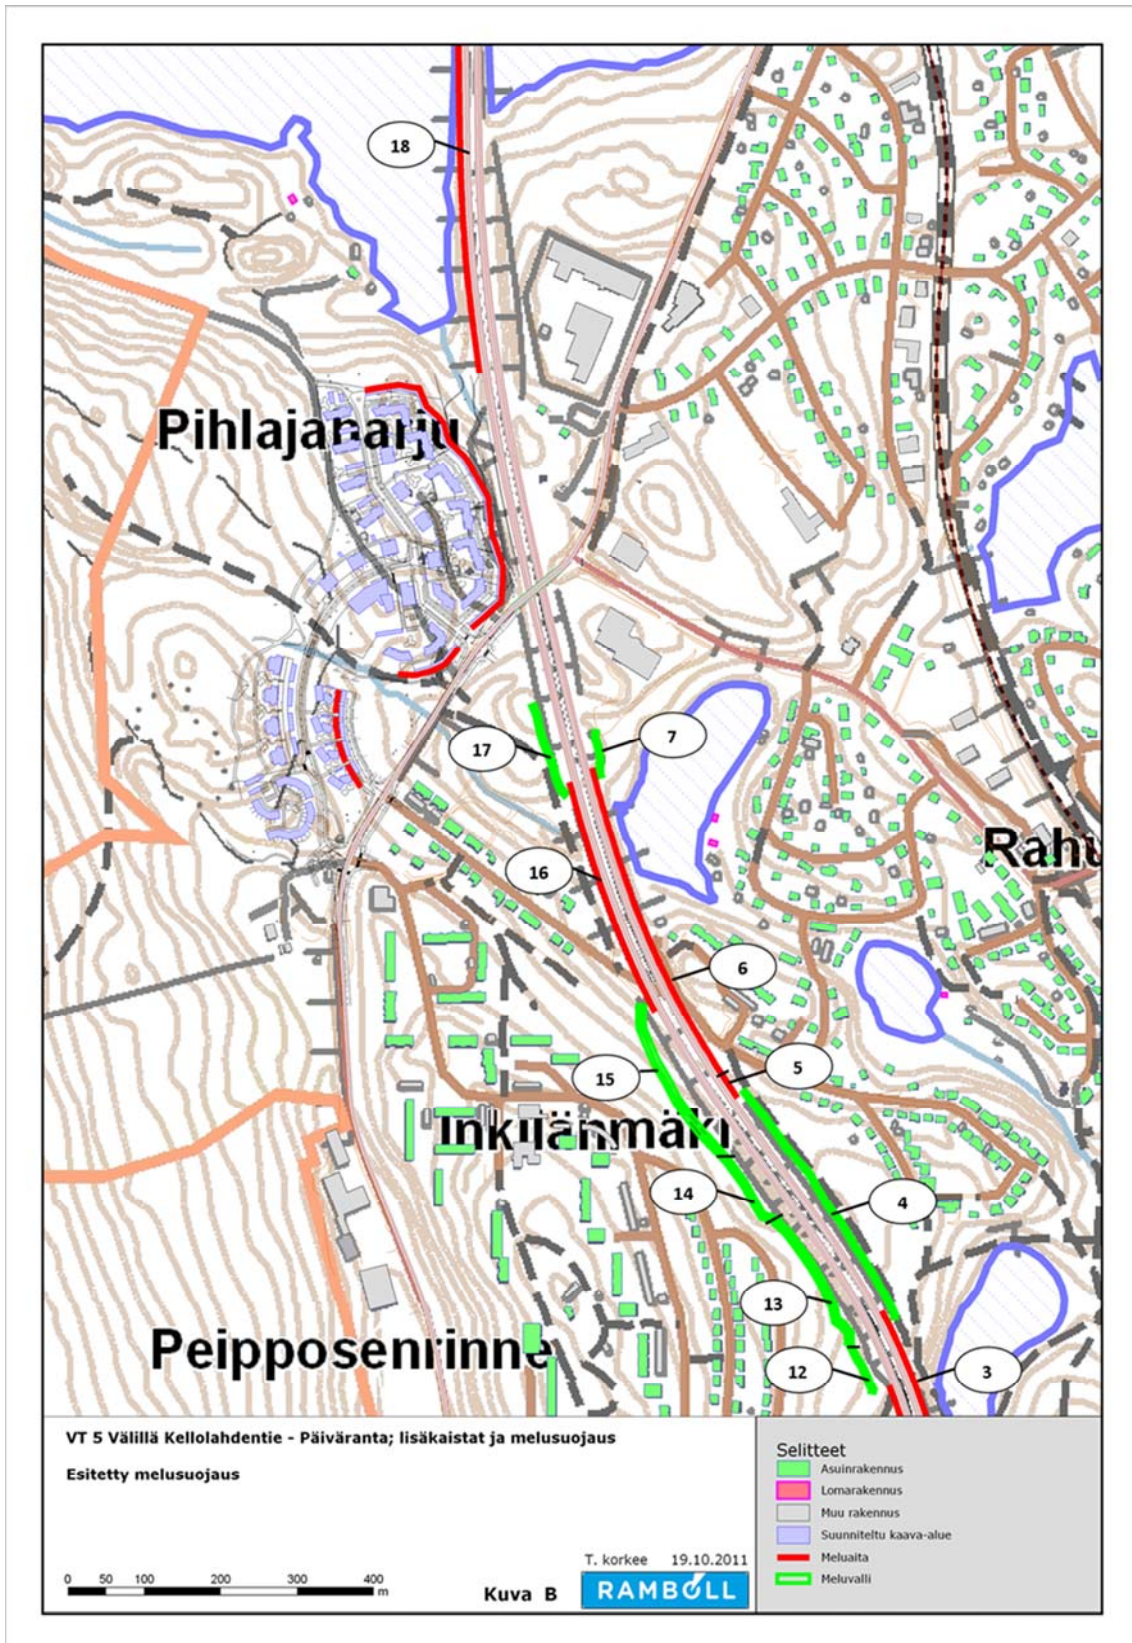 18
Pihlajaharju
17
7
16
Rahu
6
5
15
Inkilänmäki
14
4
13
Peipposenrinne
12
3
VT 5 Välillä Kellolahdentie - Päiväranta; lisäkaistat ja melusuojaus
Esitetty melusuojaus
Selitteet
Asuinrakennus
Lomarakennus
Muu rakennus
Suunniteltu kaava-alue
Meluaita
Meluvalli
T. korkee 19.10.2011
0 50 100 200 300 400 m
Kuva B
RAMBOLL